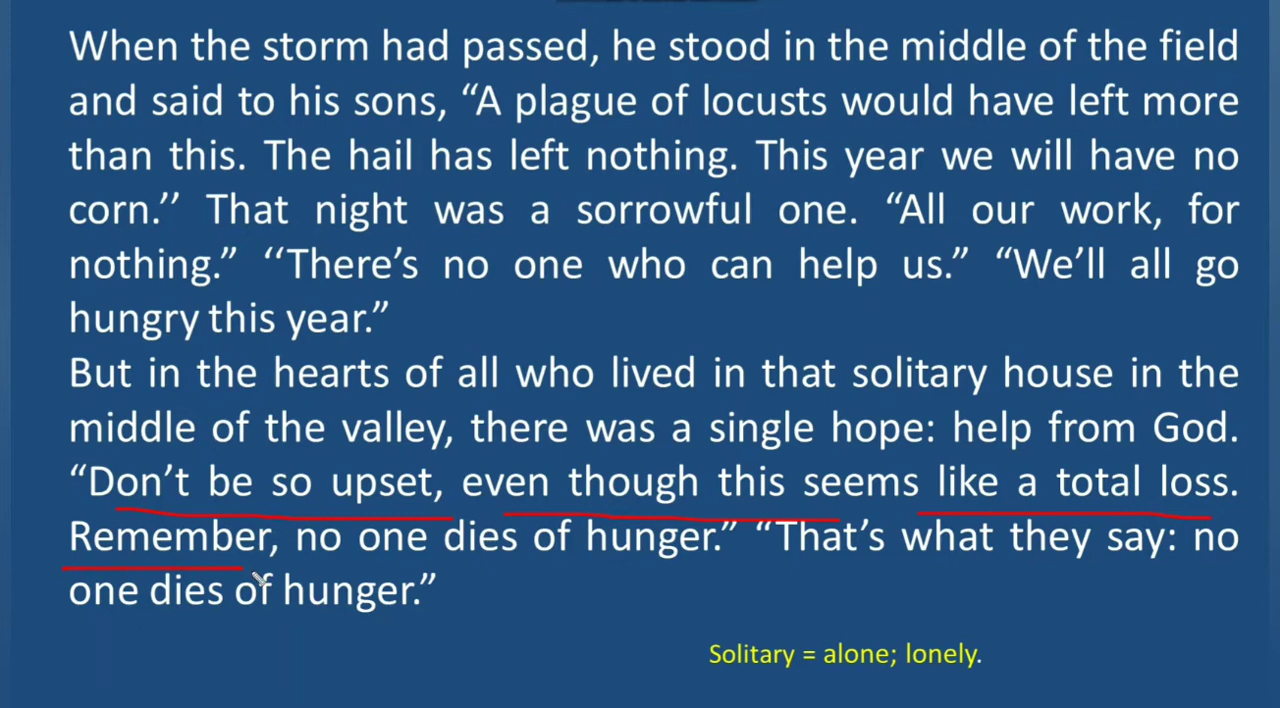 When the storm had passed, he stood in the middle of the field
and said to his sons, “A plague of locusts would have left more
than this. The hail has left nothing. This year we will have no
corn.’’ That night was a sorrowful one. “All our work, for
nothing.” ‘‘There’s no one who can help us.” “We’ll all go
hungry this year.”
But in the hearts of all who lived in that solitary house in the
middle of the valley, there was a single hope: help from God.
“Don’t be so upset, even though this seems like a total loss.
Remember, no one dies of hunger.” “That’s what they say: no
one dies of hunger.”
Solitary = alone; lonely.